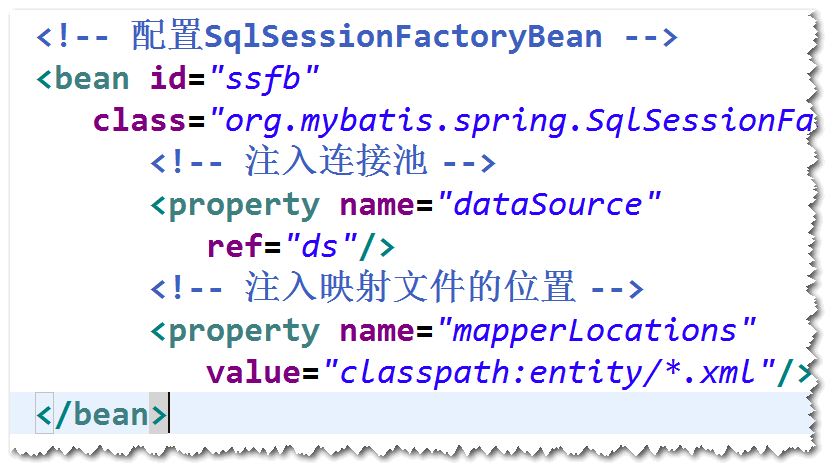 <!-- 配置SqlSessionFactoryBean -->
<bean id="ssfb"
class="org.mybatis.spring.SqlSessionFa
<!-- 注入连接池 -->
<property name="dataSource"
ref="ds"/>
<!-- 注入映射文件的位置 -->
<property name="mapperLocations"
value="classpath:entity/*.xml"/>
</bean>